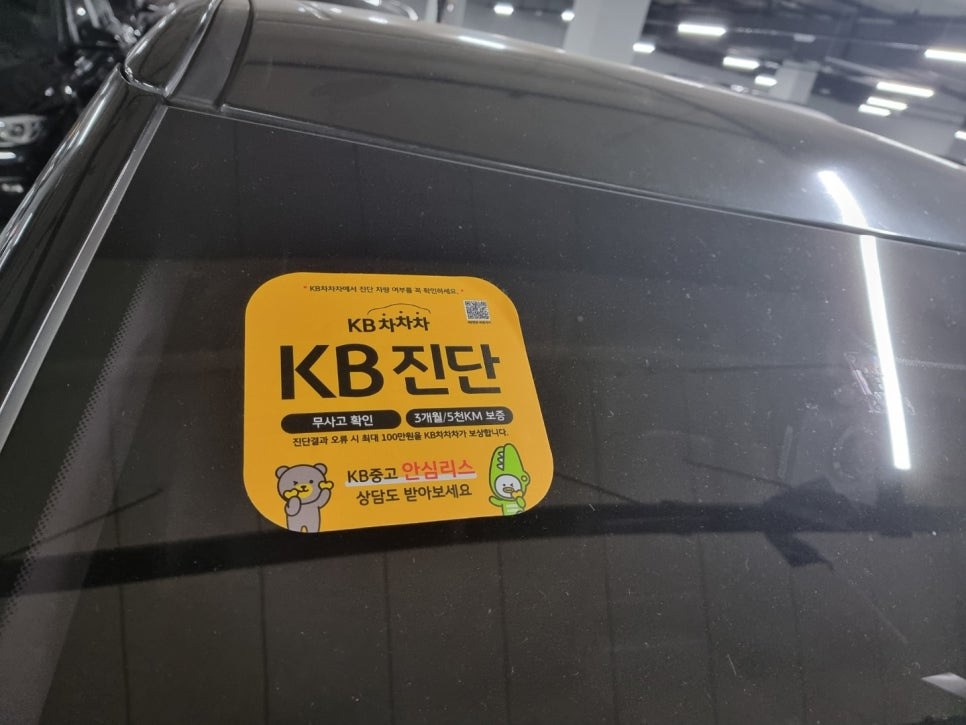 * KB차차차에서 진단 차량 여부를 꼭 확인하세요. *
KB차차차
KB 진단
무사고 확인 3개월/5천KM 보증
진단결과 오류 시 최대 100만원을 KB차차차가 보상합니다.
KB중고 안심리스
상담도 받아보세요